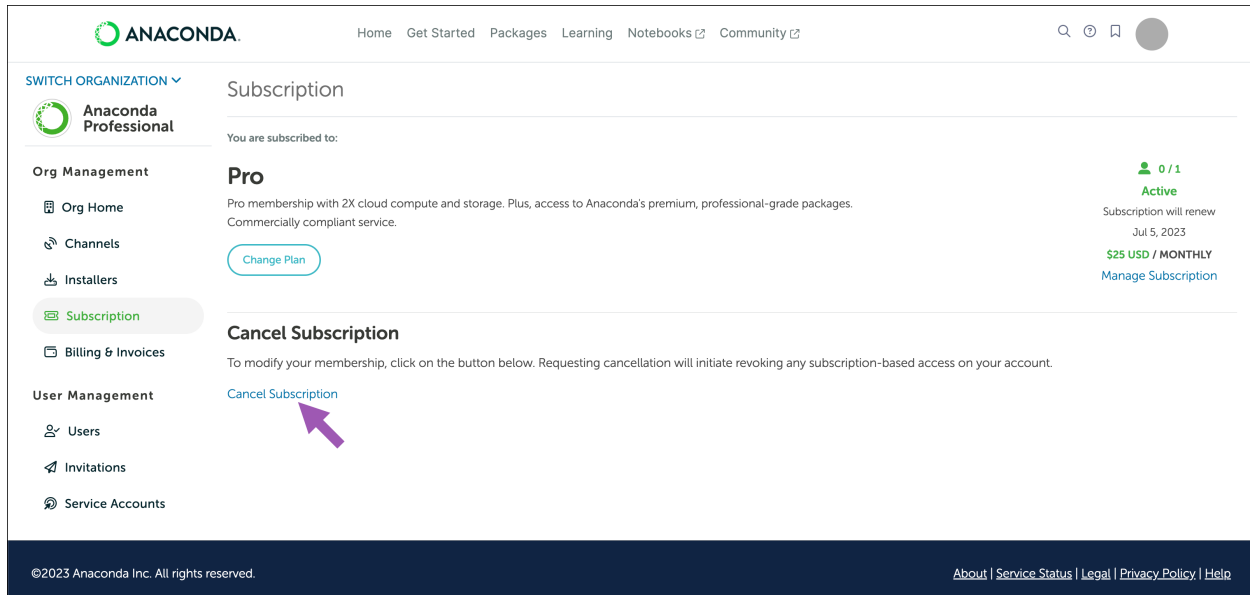 ANACONDA.
Home Get Started Packages Learning Notebooks Community
SWITCH ORGANIZATION
Anaconda
Professional
Org Management
Org Home
Channels
Installers
Subscription
Billing & Invoices
User Management
Users
Invitations
Service Accounts
Subscription
You are subscribed to:
Pro
Pro membership with 2X cloud compute and storage. Plus, access to Anaconda's premium, professional-grade packages.
Commercially compliant service.
Change Plan
0 / 1
Active
Subscription will renew
Jul 5, 2023
$25 USD / MONTHLY
Manage Subscription
Cancel Subscription
To modify your membership, click on the button below. Requesting cancellation will initiate revoking any subscription-based access on your account.
Cancel Subscription
©2023 Anaconda Inc. All rights reserved.
About | Service Status | Legal | Privacy Policy | Help